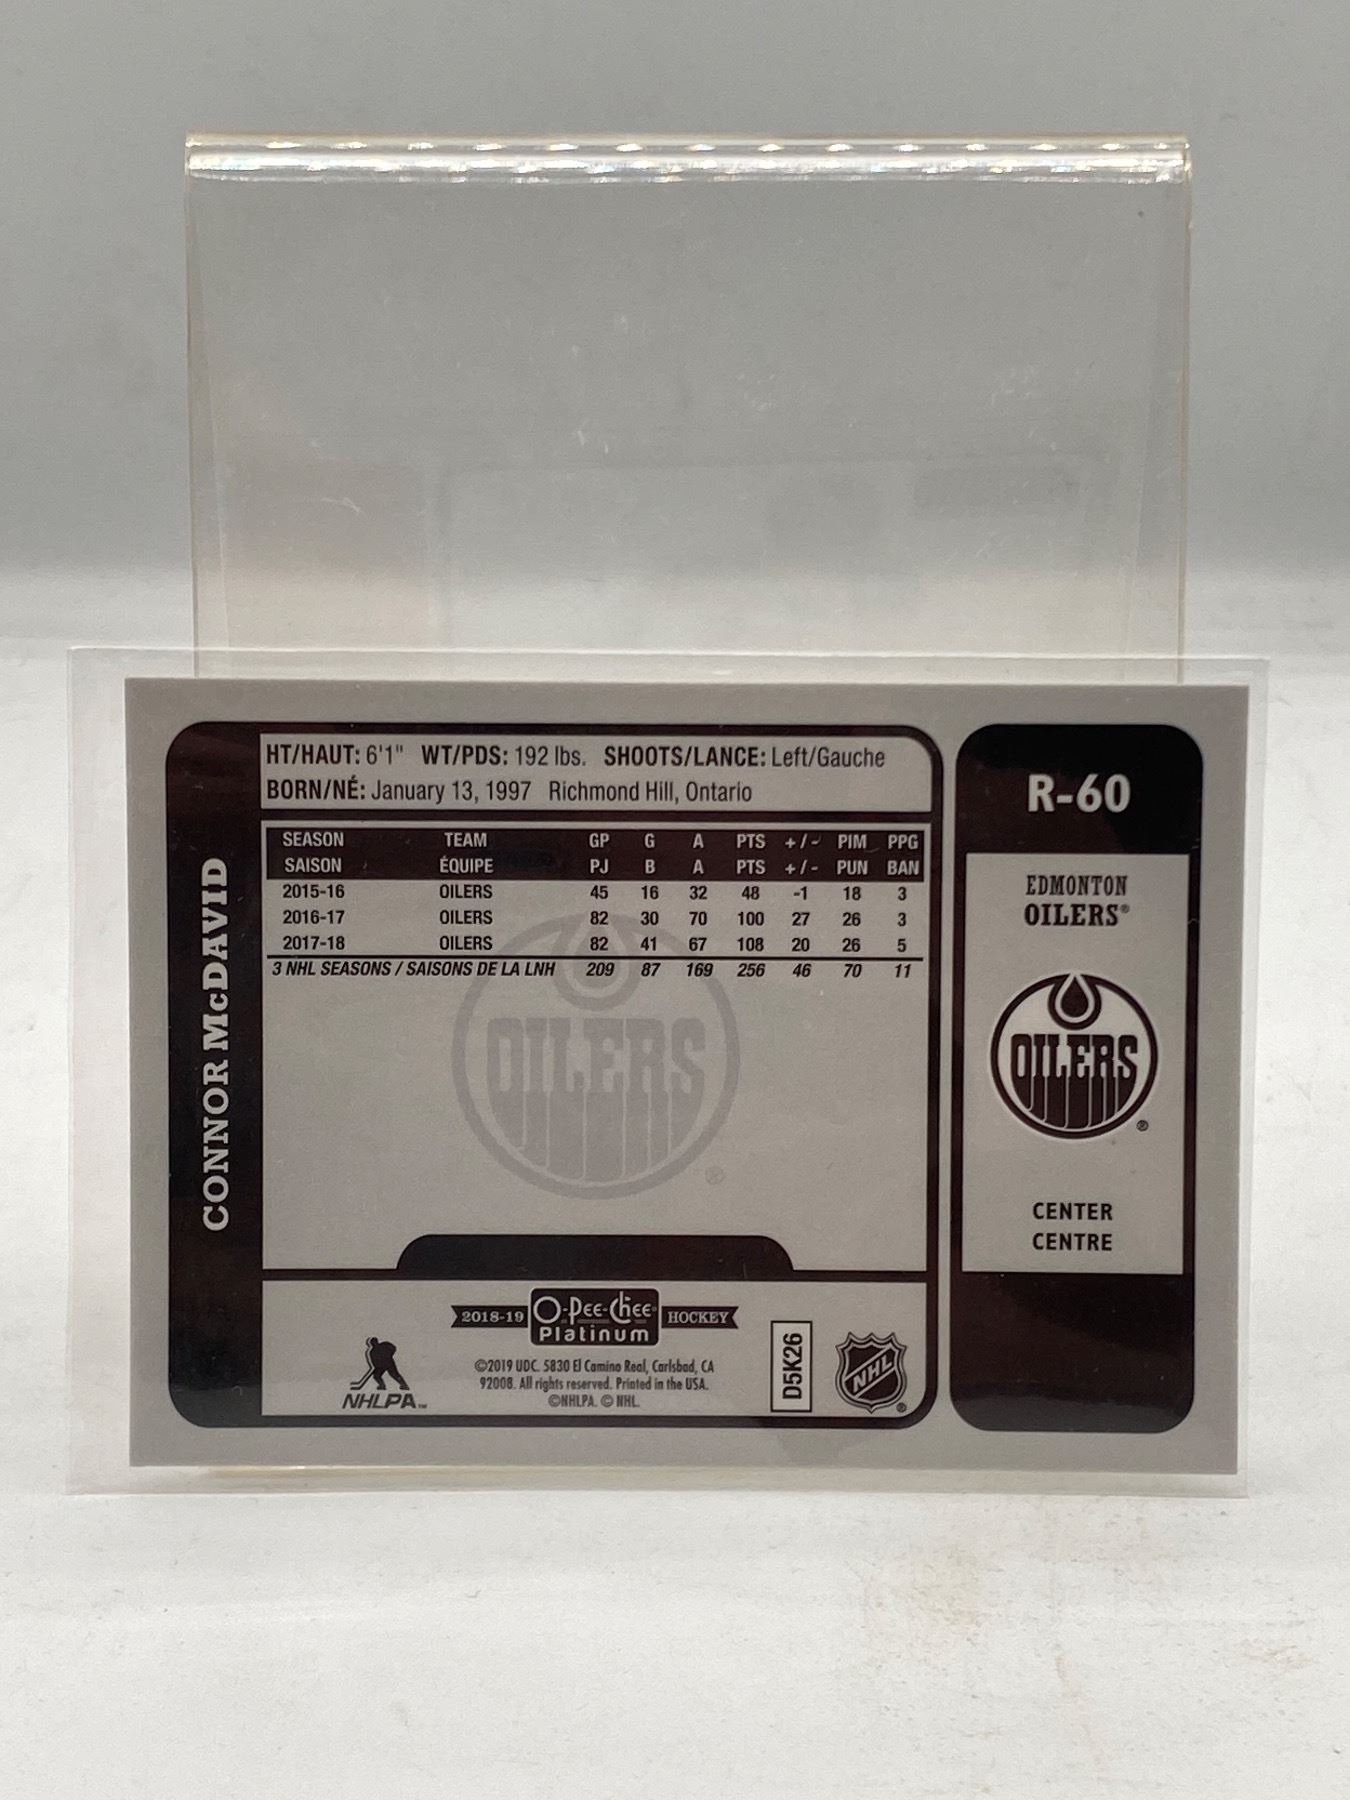 CONNOR McDAVID
HT/HAUT: 6'1" WT/PDS: 192 lbs. SHOOTS/LANCE: Left/Gauche
BORN/NÉ: January 13, 1997 Richmond Hill, Ontario
SEASON TEAM GP G A PTS +/- PIM PPG
SAISON ÉQUIPE PJ B A PTS +/- PUN BAN
2015-16 OILERS 45 16 32 48 -1 18 3
2016-17 OILERS 82 30 70 100 27 26 3
2017-18 OILERS 82 41 67 108 20 26 5
3 NHL SEASONS / SAISONS DE LA LNH 209 87 169 256 46 70 11
OILERS
®
2018-19 O-Pee-Chee HOCKEY
Platinum
©2019 UDC. 5830 El Camino Real, Carlsbad, CA
92008. All rights reserved. Printed in the USA.
©NHLPA. © NHL.
NHLPA™
D5K26
NHL
®
R-60
EDMONTON
OILERS®
OILERS
®
CENTER
CENTRE